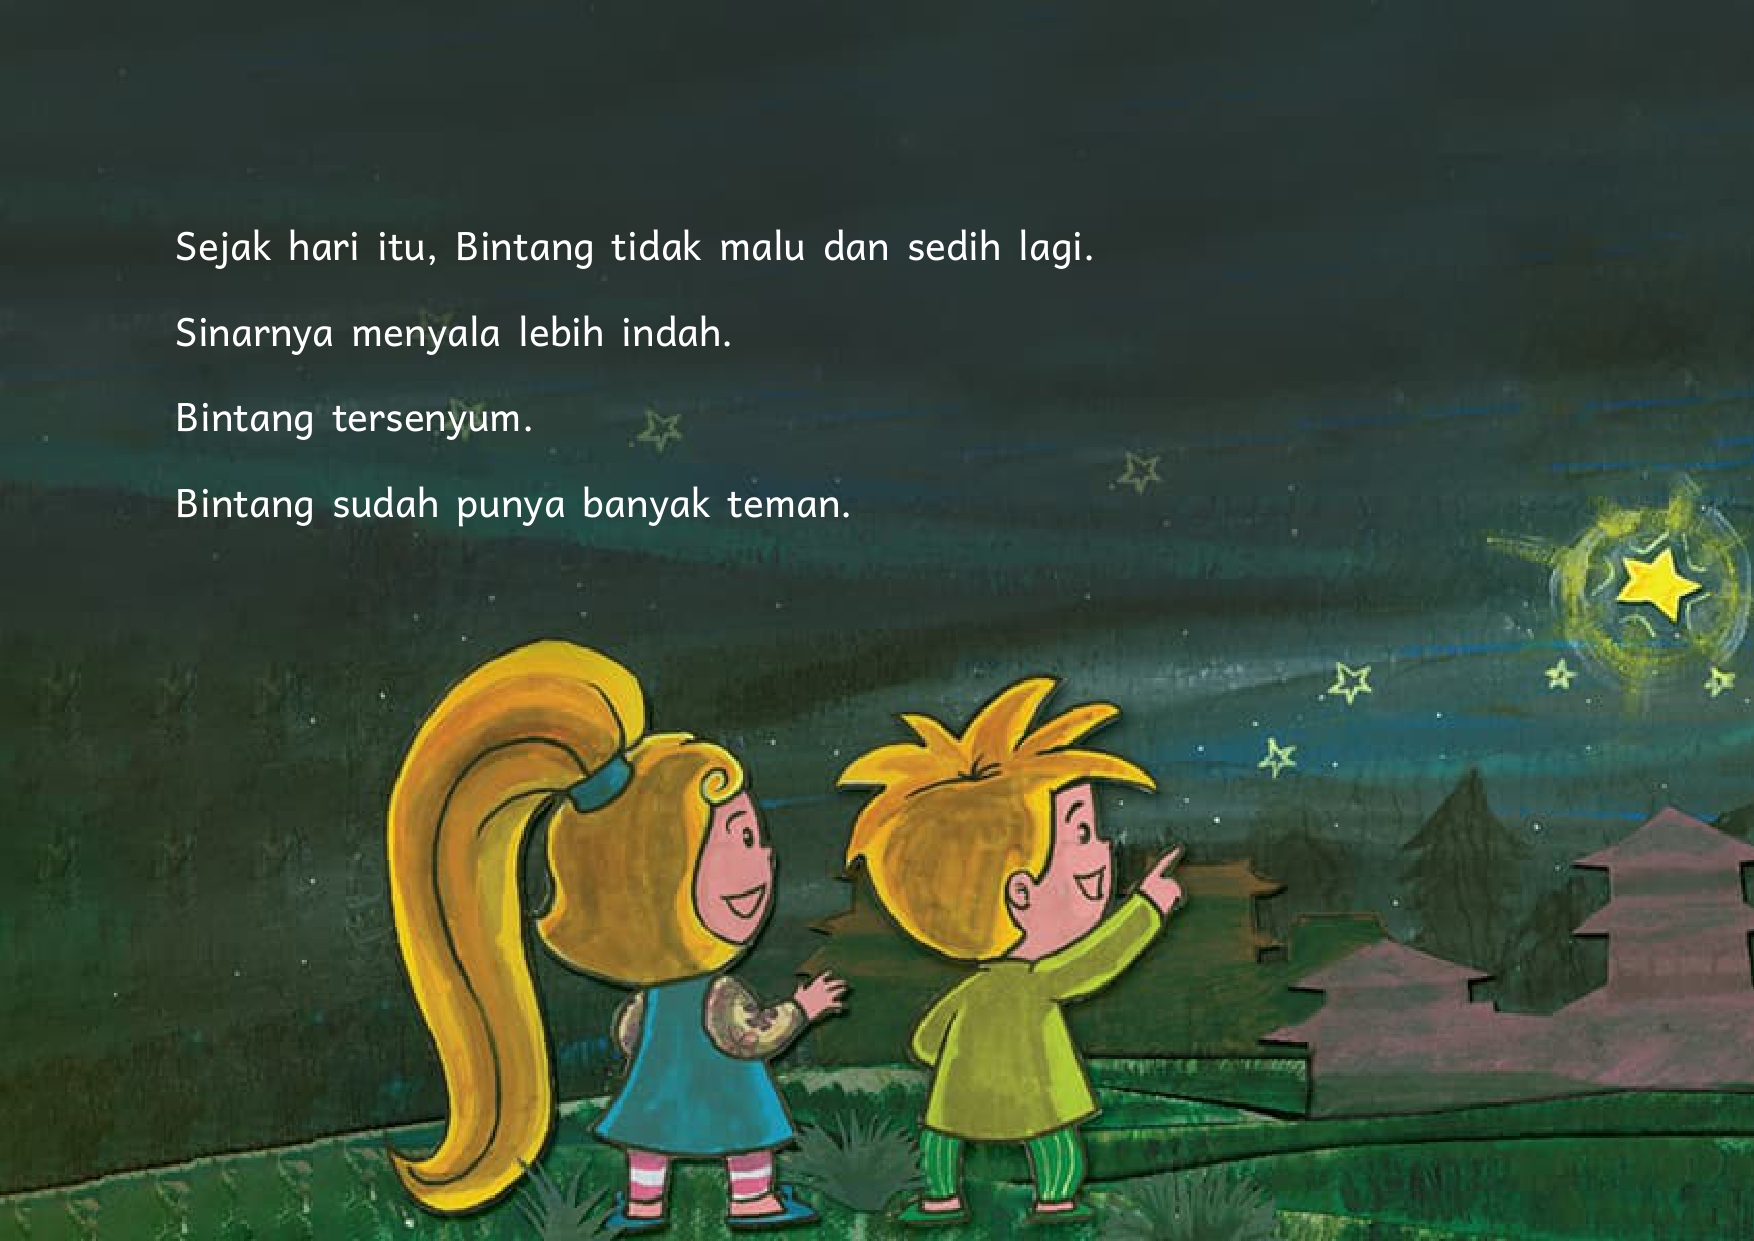 Sejak hari itu, Bintang tidak malu dan sedih lagi.
Sinarnya menyala lebih indah.
Bintang tersenyum.
Bintang sudah punya banyak teman.